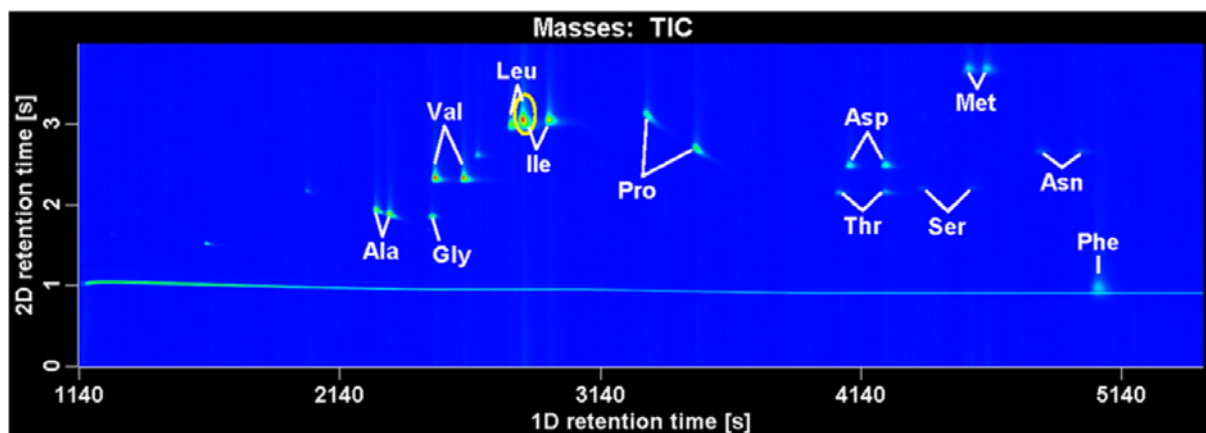 Masses: TIC
2D retention time [s]
3
2
1
0
Leu
Val
Ile
Ala
Gly
Pro
Asp
Thr
Ser
Met
Asn
Phe
1140
2140
3140
4140
5140
1D retention time [s]